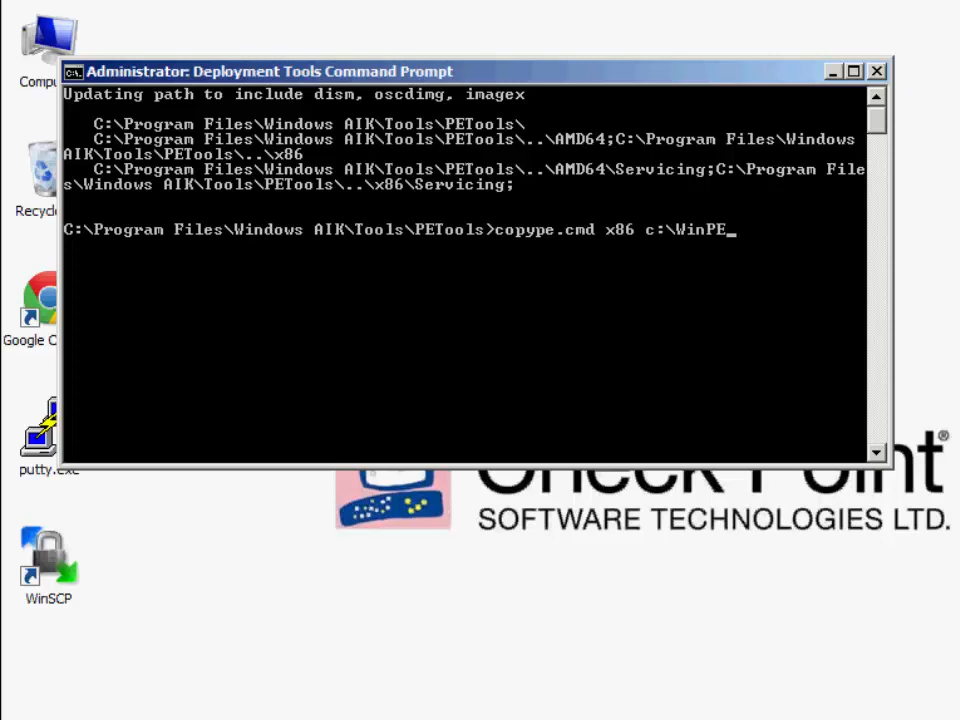 Administrator: Deployment Tools Command Prompt
Updating path to include dism, oscdimg, imagex
C:\Program Files\Windows AIK\Tools\PETools\
C:\Program Files\Windows AIK\Tools\PETools\..\AMD64;C:\Program Files\Windows
AIK\Tools\PETools\..\x86
C:\Program Files\Windows AIK\Tools\PETools\..\AMD64\Servicing;C:\Program File
s\Windows AIK\Tools\PETools\..\x86\Servicing;
C:\Program Files\Windows AIK\Tools\PETools>copype.cmd x86 c:\WinPE_
Compu
Recycle
Google C
putty.exe
WinSCP
Check Point®
SOFTWARE TECHNOLOGIES LTD.